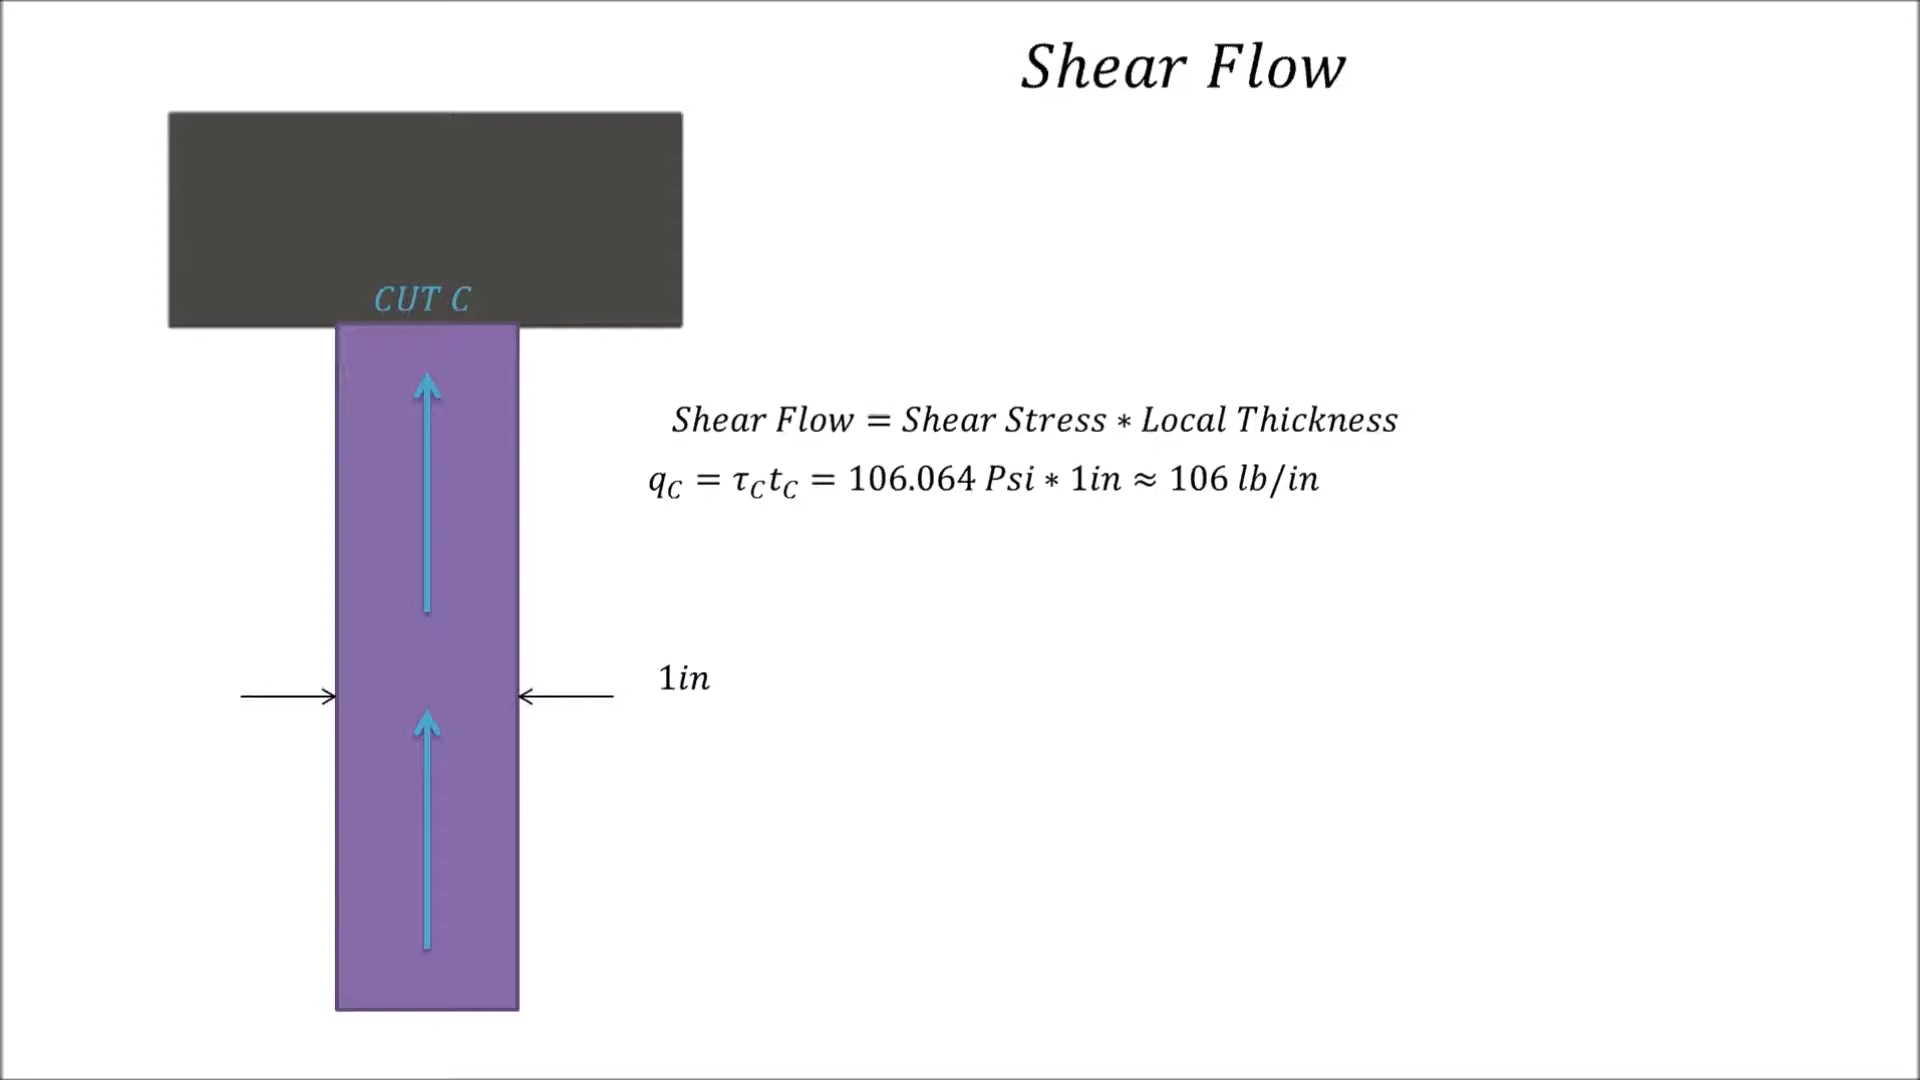 Shear Flow
CUT C
Shear Flow = Shear Stress ∗ Local Thickness
q_C = τ_C t_C = 106.064 Psi ∗ 1in ≈ 106 lb/in
1in